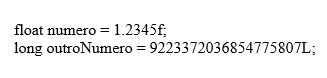 float numero = 1.2345f;
long outroNumero = 9223372036854775807L;